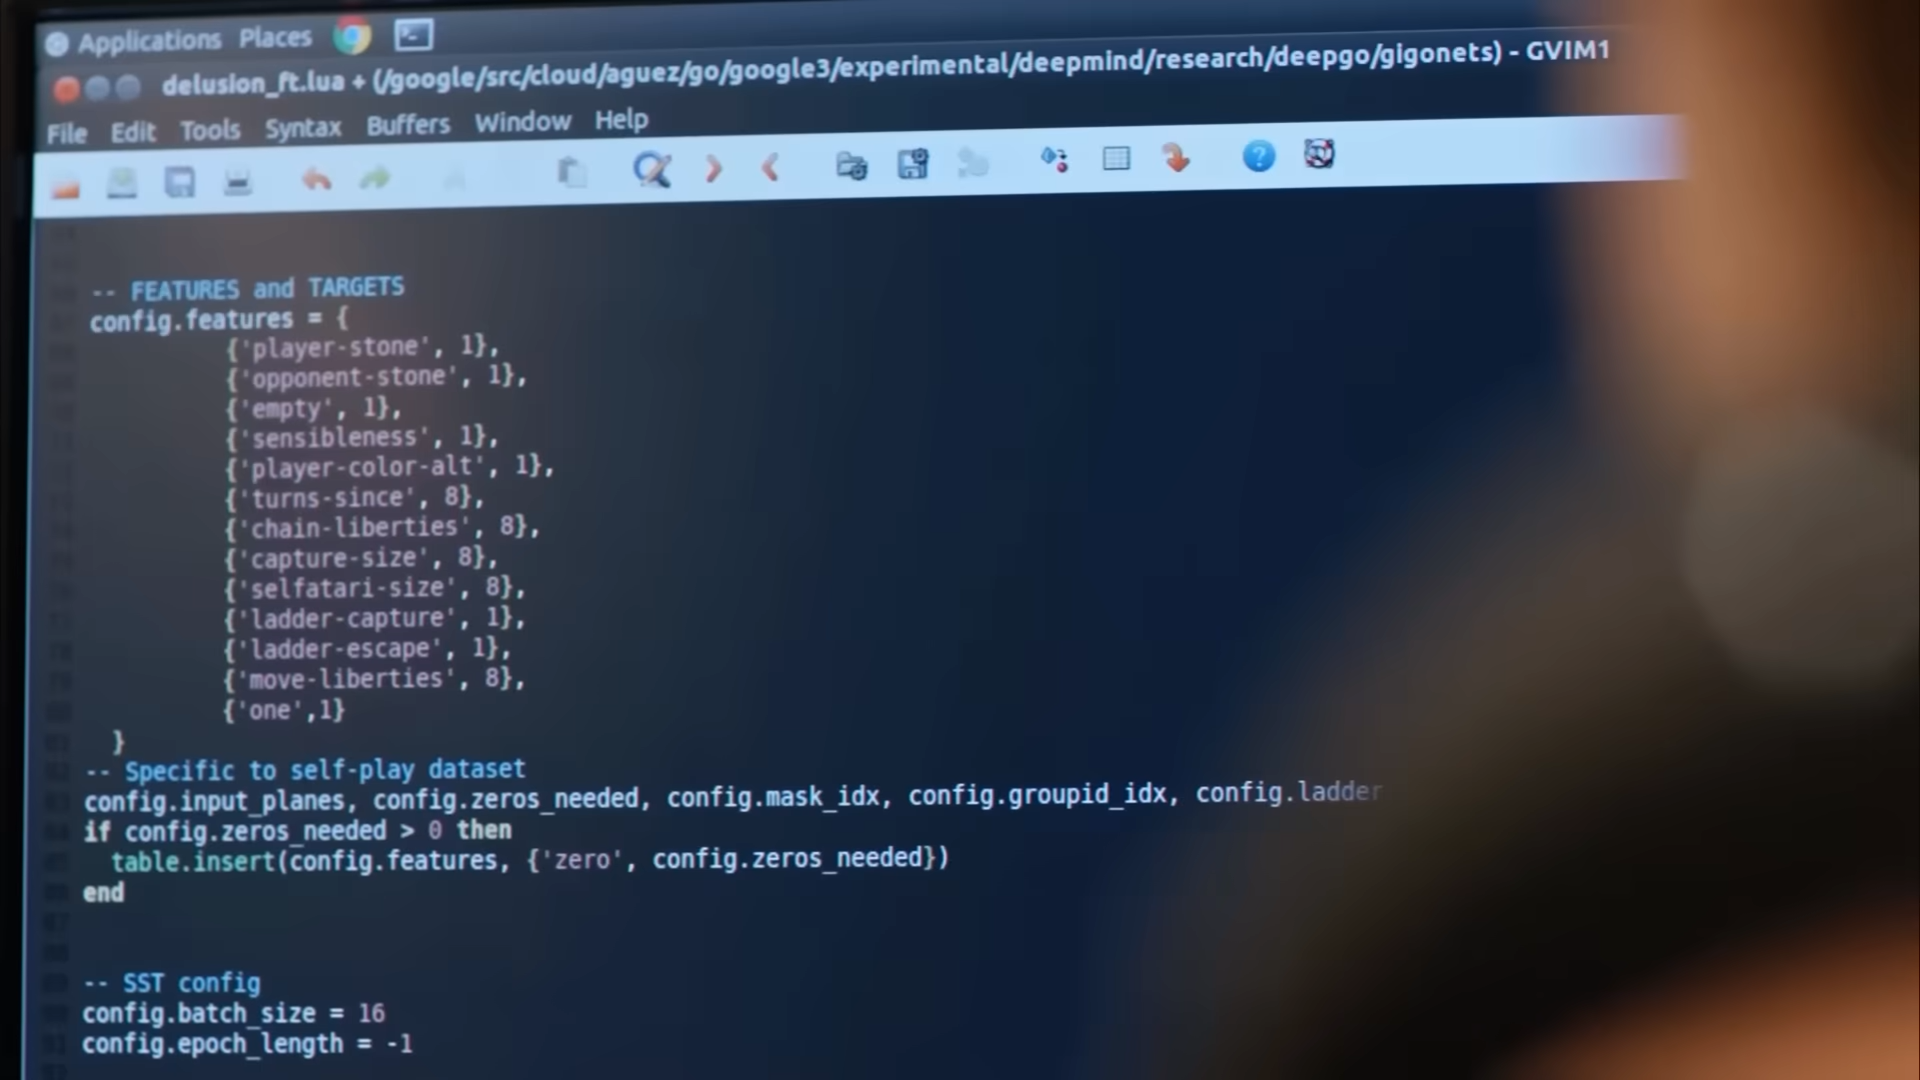 Applications Places
delusion_ft.lua + (/google/src/cloud/aguez/go/google3/experimental/deepmind/research/deepgo/gigonets) - GVIM1
File Edit Tools Syntax Buffers Window Help
-- FEATURES and TARGETS
config.features = {
{'player-stone', 1},
{'opponent-stone', 1},
{'empty', 1},
{'sensibleness', 1},
{'player-color-alt', 1},
{'turns-since', 8},
{'chain-liberties', 8},
{'capture-size', 8},
{'selfatari-size', 8},
{'ladder-capture', 1},
{'ladder-escape', 1},
{'move-liberties', 8},
{'one',1}
}
-- Specific to self-play dataset
config.input_planes, config.zeros_needed, config.mask_idx, config.groupid_idx, config.ladder
if config.zeros_needed > 0 then
table.insert(config.features, {'zero', config.zeros_needed})
end
-- SST config
config.batch_size = 16
config.epoch_length = -1